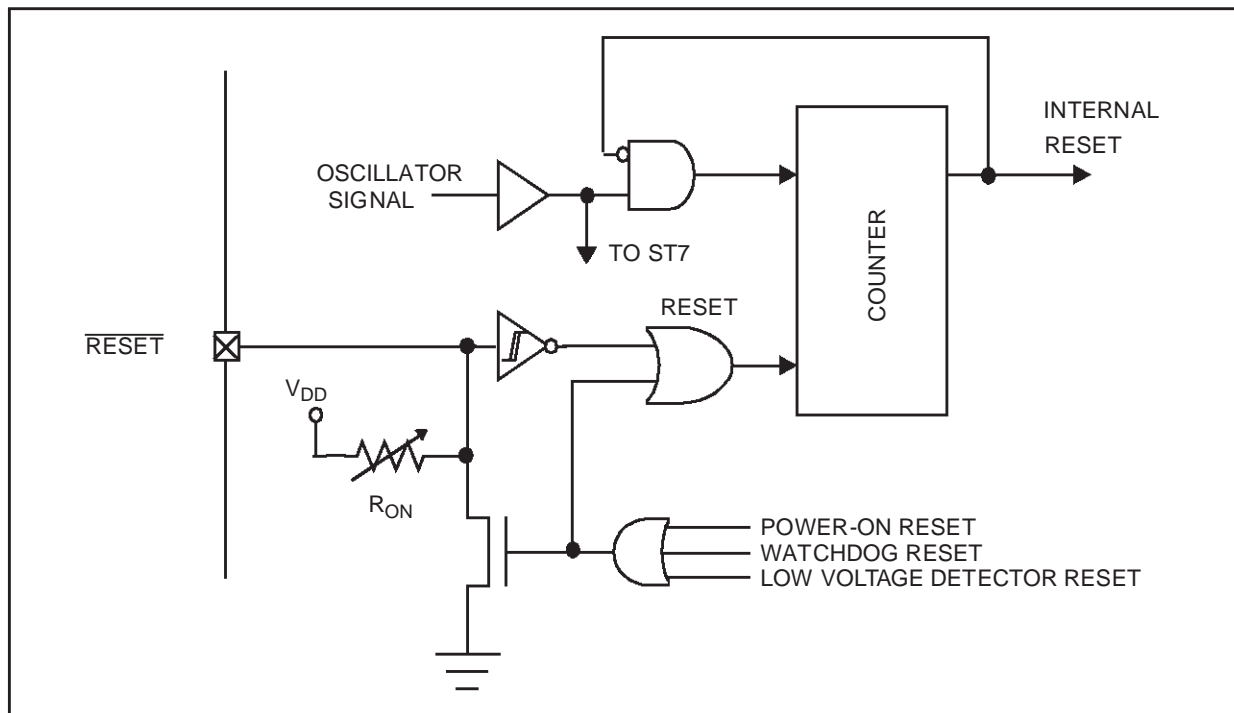 INTERNAL
RESET
OSCILLATOR
SIGNAL
TO ST7
COUNTER
RESET
RESET
VDD
RON
POWER-ON RESET
WATCHDOG RESET
LOW VOLTAGE DETECTOR RESET